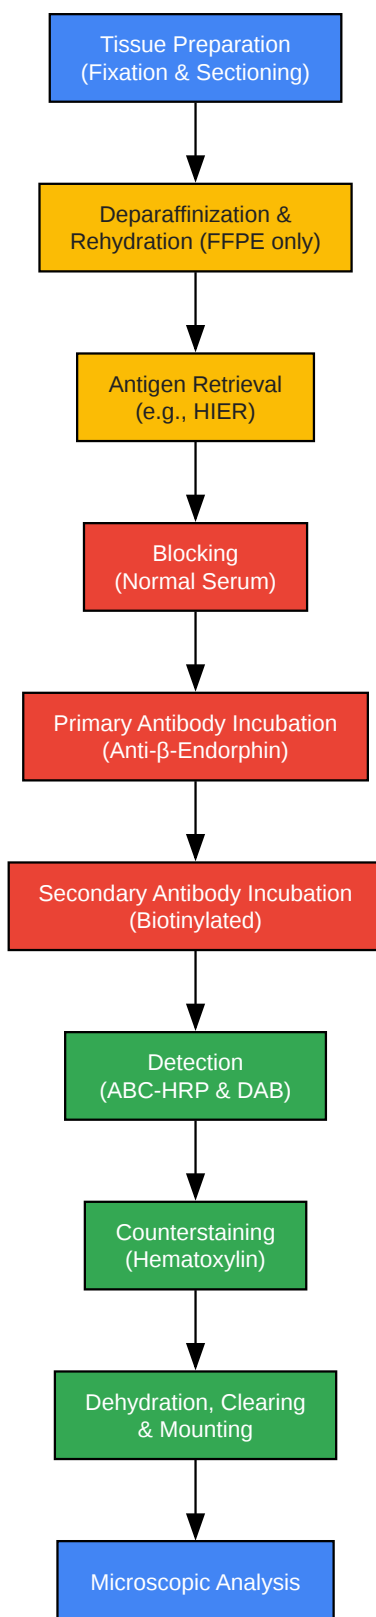 Tissue Preparation
(Fixation & Sectioning)
Deparaffinization &
Rehydration (FFPE only)
Antigen Retrieval
(e.g., HIER)
Blocking
(Normal Serum)
Primary Antibody Incubation
(Anti-β-Endorphin)
Secondary Antibody Incubation
(Biotinylated)
Detection
(ABC-HRP & DAB)
Counterstaining
(Hematoxylin)
Dehydration, Clearing
& Mounting
Microscopic Analysis